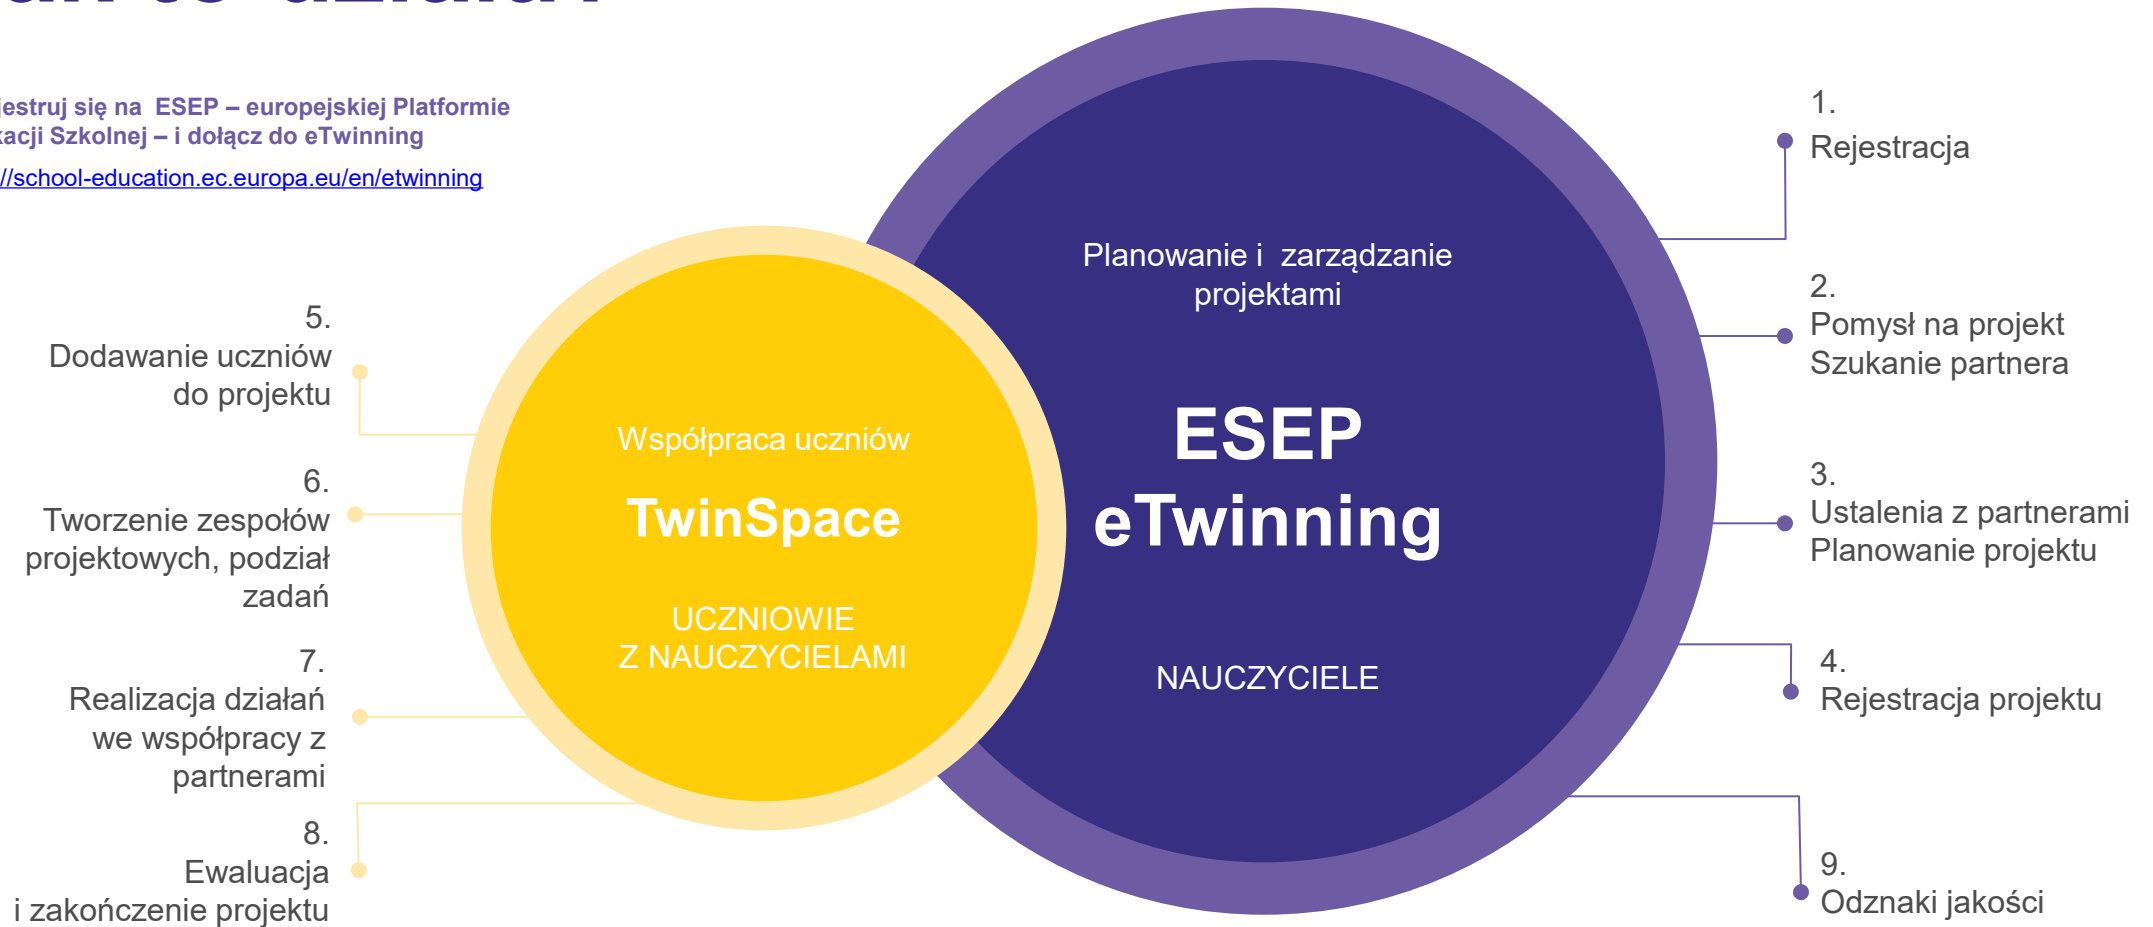 jestruj się na ESEP – europejskiej Platformie
kacji Szkolnej – i dołącz do eTwinning
://school-education.ec.europa.eu/en/etwinning
Planowanie i zarządzanie
projektami
ESEP
eTwinning
NAUCZYCIELE
Współpraca uczniów
TwinSpace
UCZNIOWIE
Z NAUCZYCIELAMI
1.
Rejestracja
2.
Pomysł na projekt
Szukanie partnera
3.
Ustalenia z partnerami
Planowanie projektu
4.
Rejestracja projektu
5.
Dodawanie uczniów
do projektu
6.
Tworzenie zespołów
projektowych, podział
zadań
7.
Realizacja działań
we współpracy z
partnerami
8.
Ewaluacja
i zakończenie projektu
9.
Odznaki jakości